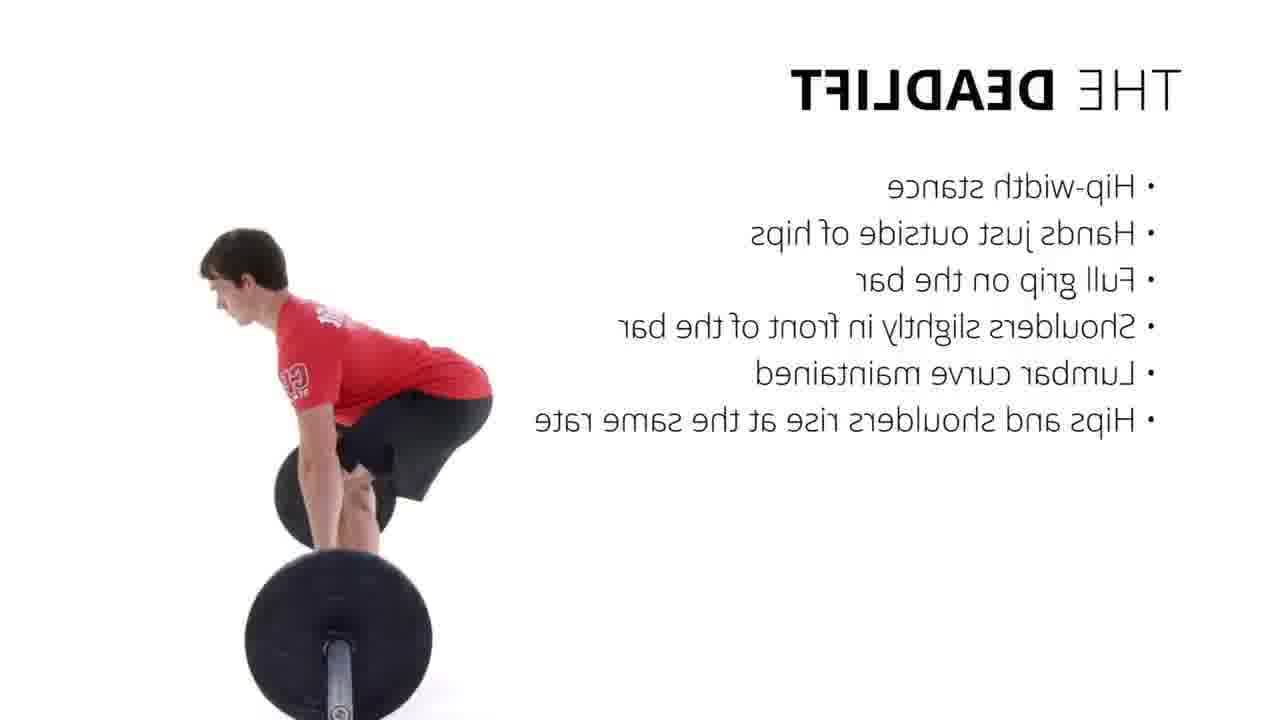 THE DEADLIFT
• Hip-width stance
• Hands just outside of hips
• Full grip on the bar
• Shoulders slightly in front of the bar
• Lumbar curve maintained
• Hips and shoulders rise at the same rate